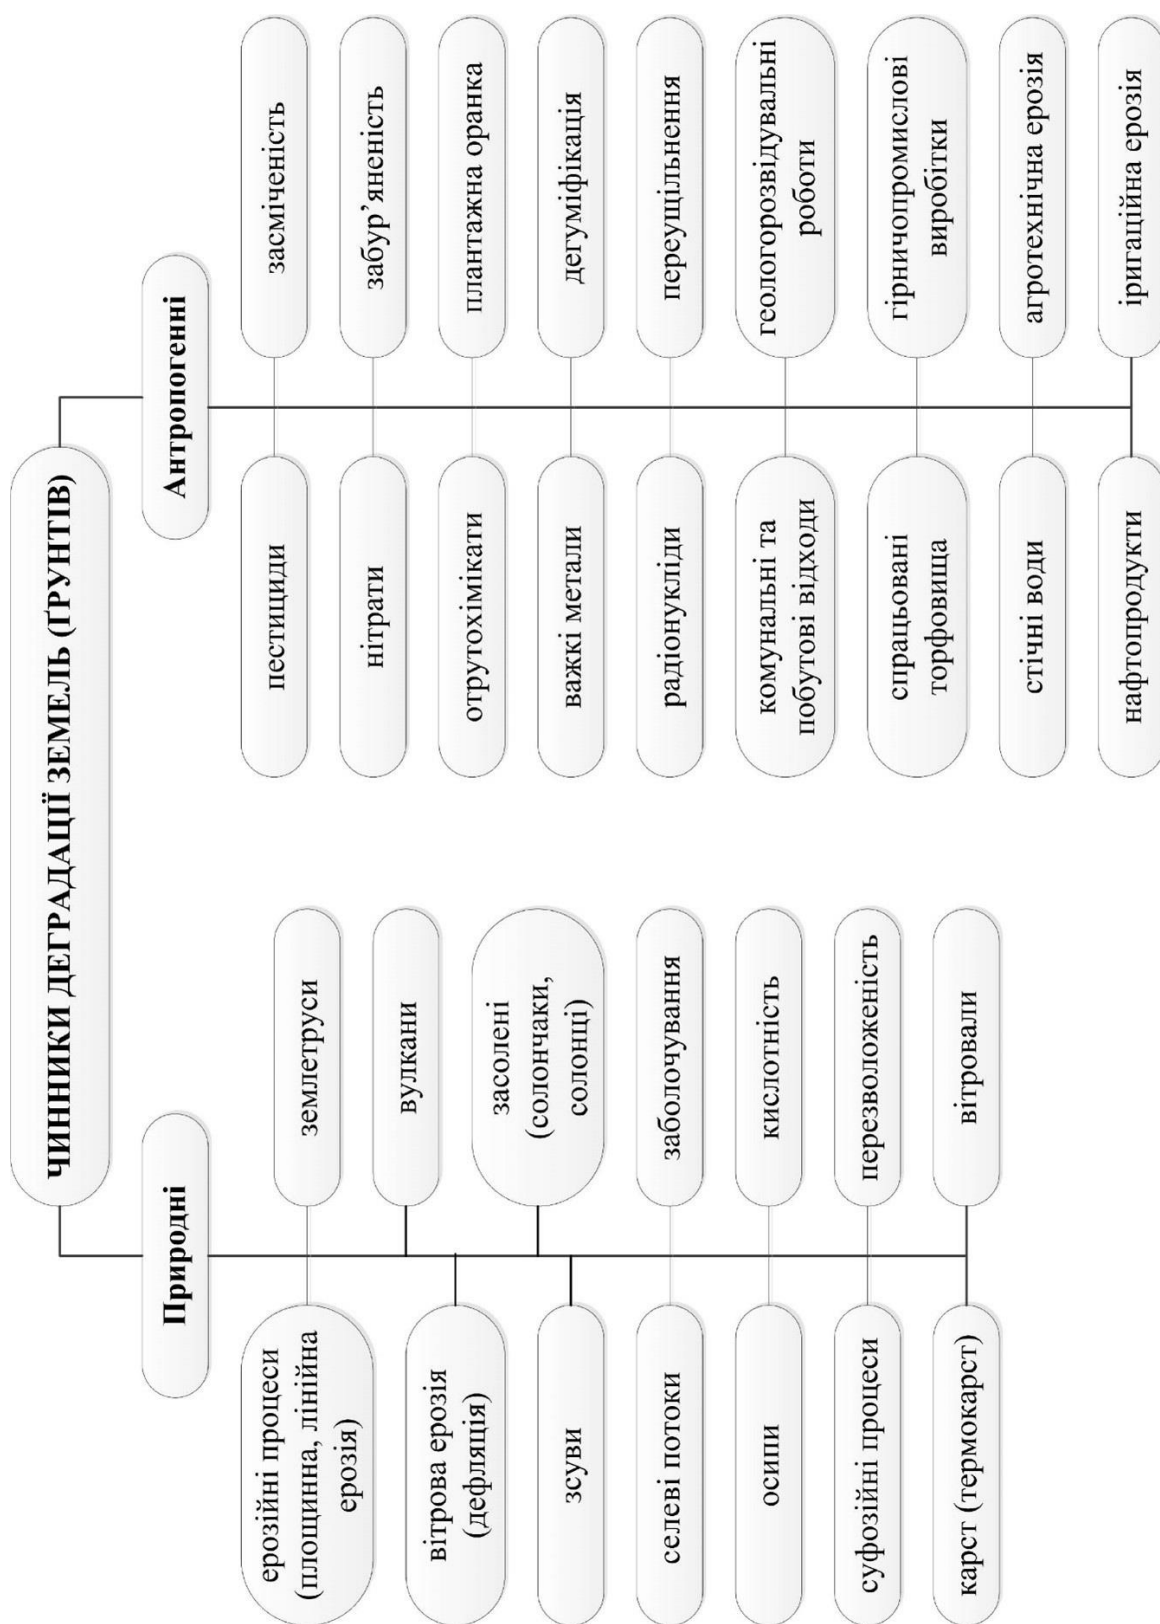 ЧИННИКИ ДЕГРАДАЦІЇ ЗЕМЕЛЬ (ҐРУНТІВ)
Природні
ерозійні процеси
(площинна, лінійна
ерозія)
вітрова ерозія
(дефляція)
зсуви
селеві потоки
осипи
суфозійні процеси
карст (термокарст)
землетруси
вулкани
засолені
(солончаки,
солонці)
заболочування
кислотність
перезволоженість
вітровали
Антропогенні
пестициди
нітрати
отрутохімікати
важкі метали
радіонукліди
комунальні та
побутові відходи
спрацьовані
торфовища
стічні води
нафтопродукти
засміченість
забур’яненість
плантажна оранка
дегуміфікація
переущільнення
геологорозвідувальні
роботи
гірничопромислові
виробітки
агротехнічна ерозія
іригаційна ерозія